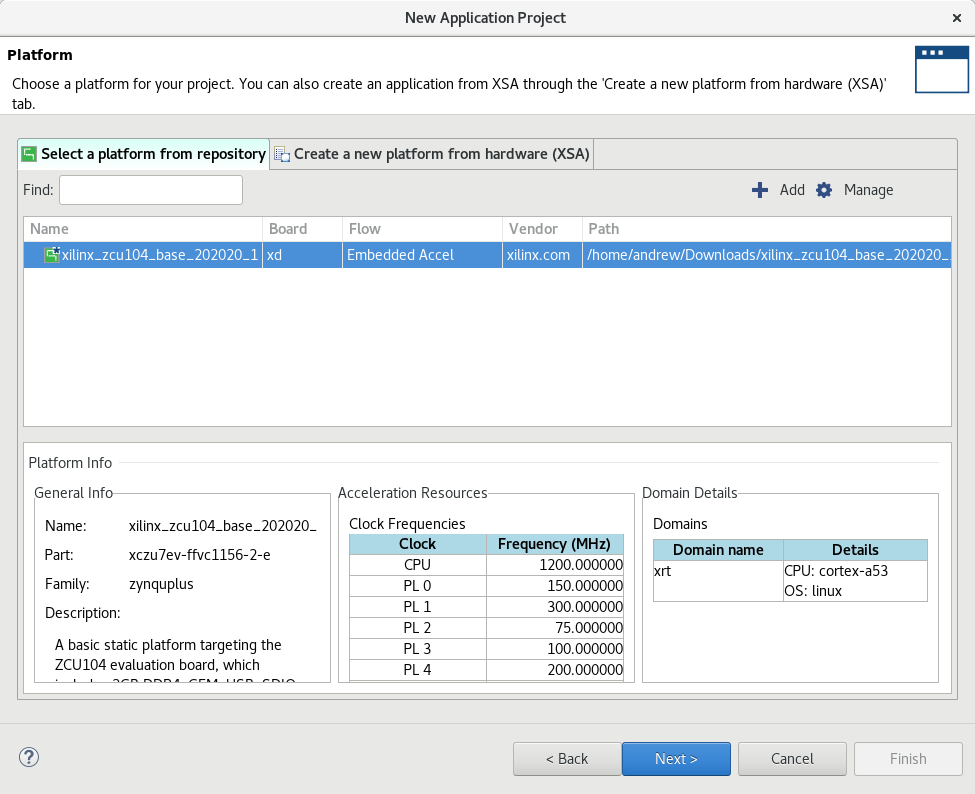 New Application Project
Platform
Choose a platform for your project. You can also create an application from XSA through the 'Create a new platform from hardware (XSA)'
tab.
Select a platform from repository
Create a new platform from hardware (XSA)
Find:
Add
Manage
Name Board Flow Vendor Path
xilinx_zcu104_base_202020_1 xd Embedded Accel xilinx.com /home/andrew/Downloads/xilinx_zcu104_base_202020_
Platform Info
General Info
Name: xilinx_zcu104_base_202020_
Part: xczu7ev-ffvc1156-2-e
Family: zynquplus
Description:
A basic static platform targeting the
ZCU104 evaluation board, which
Acceleration Resources
Clock Frequencies
Clock Frequency (MHz)
CPU 1200.000000
PL 0 150.000000
PL 1 300.000000
PL 2 75.000000
PL 3 100.000000
PL 4 200.000000
Domain Details
Domains
Domain name Details
xrt CPU: cortex-a53
OS: linux
?
< Back
Next >
Cancel
Finish